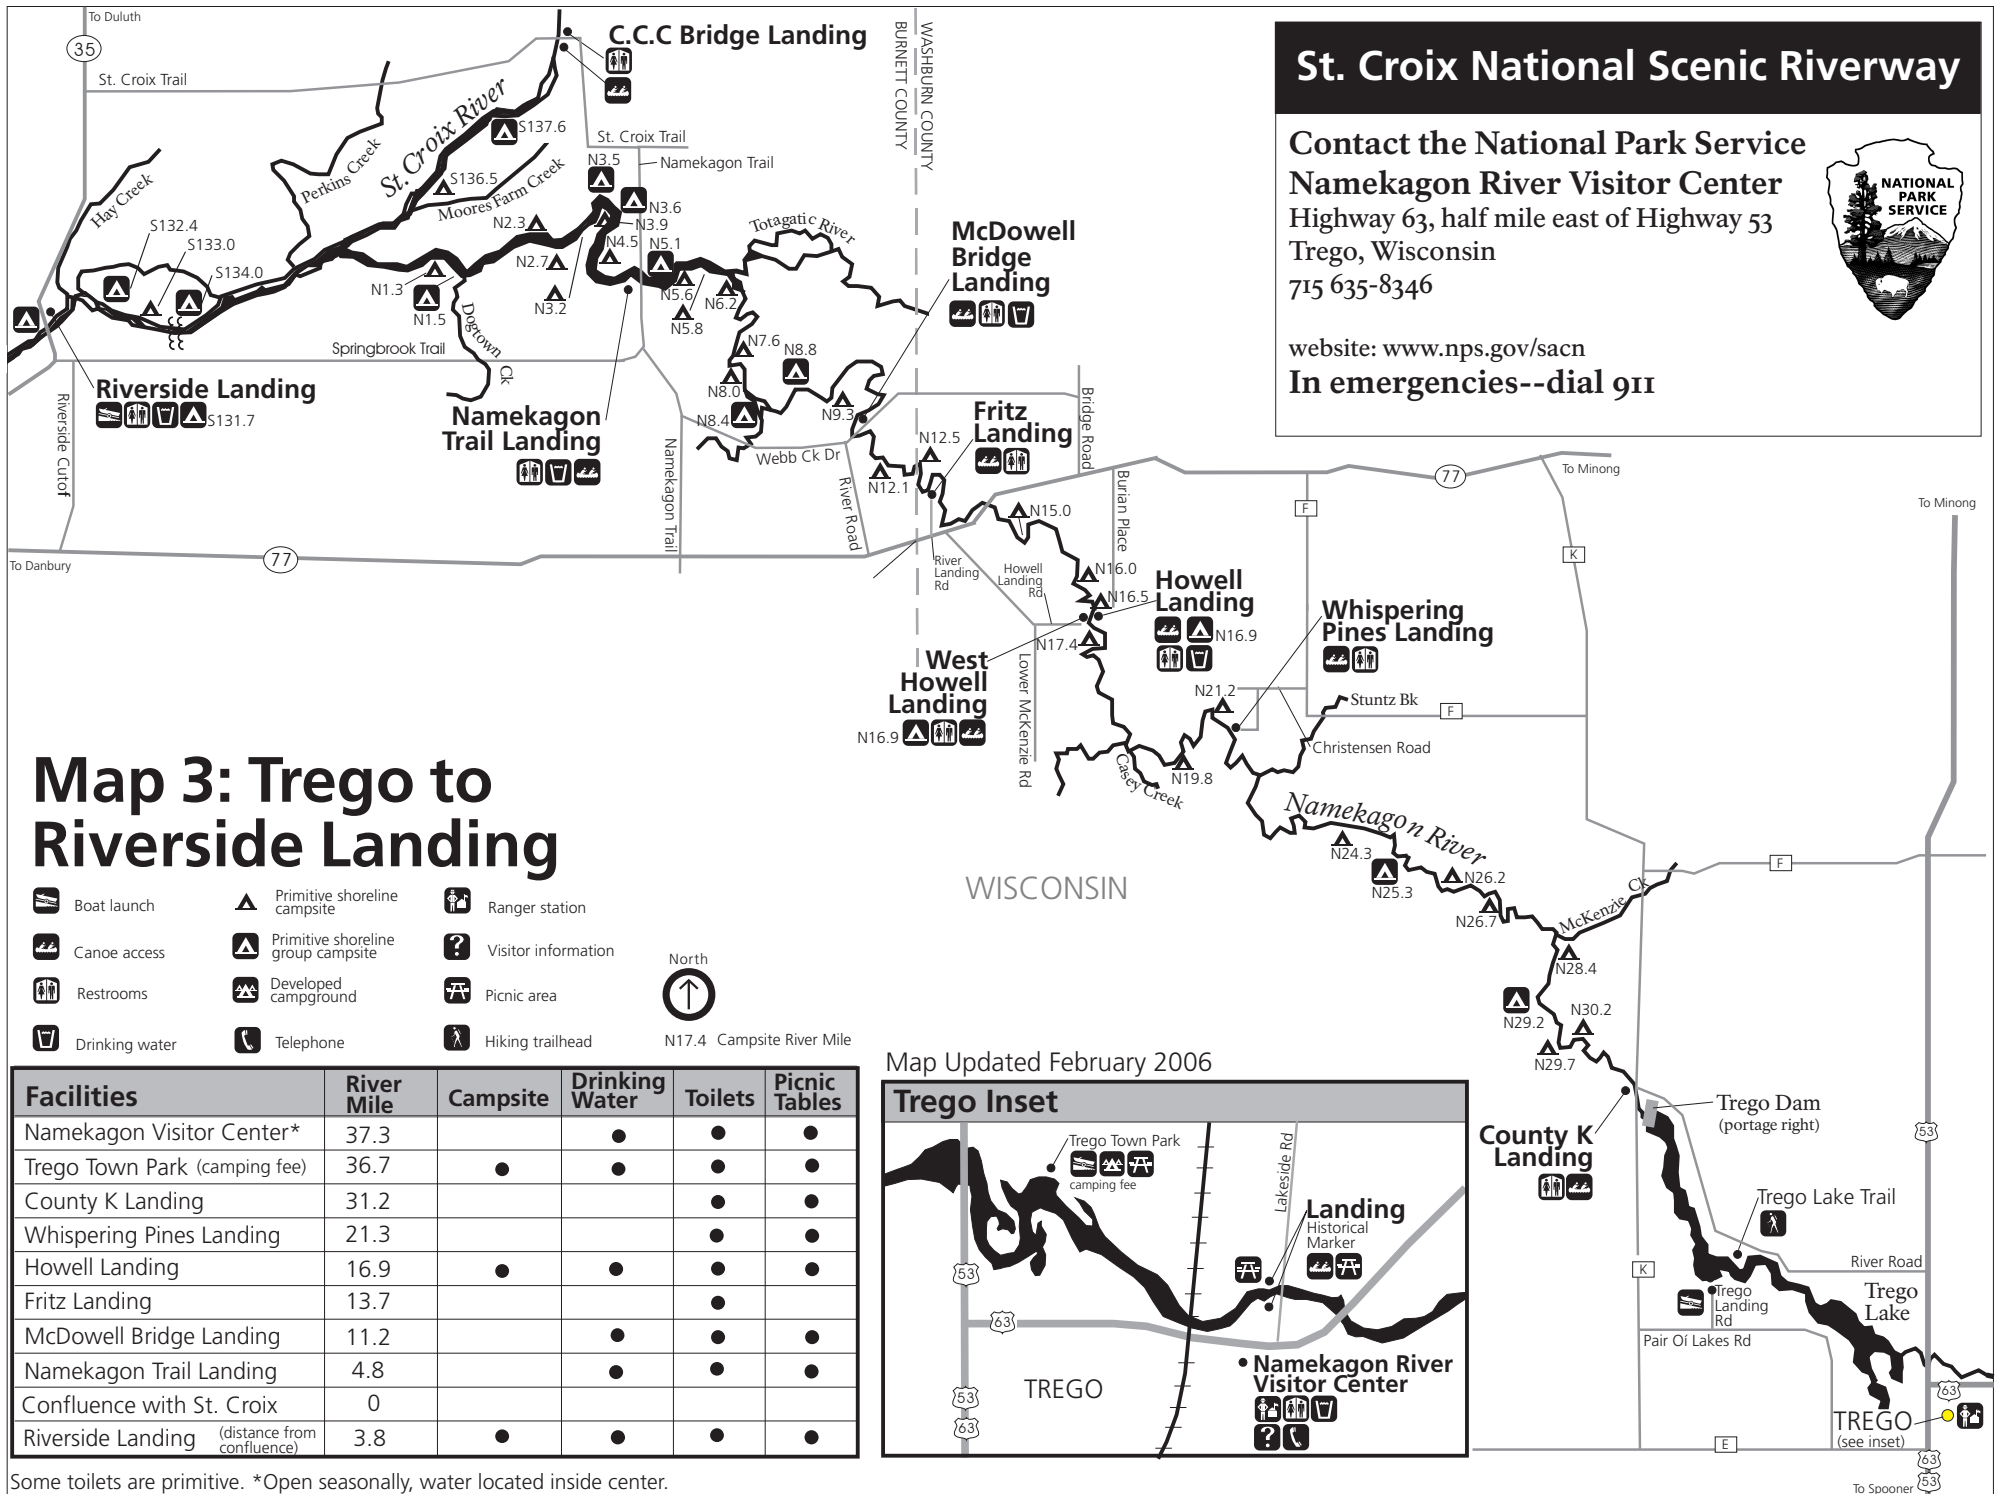 St. Croix National Scenic Riverway
Contact the National Park Service
Namekagon River Visitor Center
Highway 63, half mile east of Highway 53
Trego, Wisconsin
715 635-8346
website: www.nps.gov/sacn
In emergencies--dial 911
NATIONAL
PARK
SERVICE
To Duluth
35
St. Croix Trail
C.C.C Bridge Landing
BURNETT COUNTY
WASHBURN COUNTY
St. Croix River
S137.6
St. Croix Trail
Namekagon Trail
Perkins Creek
Hay Creek
S136.5
Moores Farm Creek
N3.5
N3.6
N3.9
N2.3
N4.5
N5.1
Totagatic River
McDowell
Bridge
Landing
S132.4
S133.0
S134.0
N2.7
N1.3
N1.5
N3.2
N5.6
N6.2
N5.8
Dogtown Ck
Springbrook Trail
N7.6
N8.8
N8.0
N8.4
N9.3
Riverside Landing
S131.7
Riverside Cutoff
Namekagon
Trail Landing
Namekagon Trail
Webb Ck Dr
River Road
Fritz
Landing
N12.5
N12.1
Bridge Road
Burian Place
77
To Minong
To Minong
F
K
N15.0
77
To Danbury
River
Landing
Rd
Howell
Landing
Rd
N16.0
N16.5
Howell
Landing
N16.9
N17.4
Whispering
Pines Landing
West
Howell
Landing
N16.9
Lower McKenzie Rd
N21.2
Stuntz Bk
F
Christensen Road
Casey Creek
N19.8
Namekagon River
N24.3
N25.3
N26.2
N26.7
McKenzie Ck
F
WISCONSIN
N28.4
N29.2
N30.2
N29.7
Trego Dam
(portage right)
53
County K
Landing
Trego Lake Trail
River Road
K
Trego
Landing
Rd
Trego
Lake
Pair Oí Lakes Rd
63
TREGO
(see inset)
E
63
53
To Spooner
Map 3: Trego to
Riverside Landing
Boat launch
Canoe access
Restrooms
Drinking water
Primitive shoreline
campsite
Primitive shoreline
group campsite
Developed
campground
Telephone
Ranger station
Visitor information
Picnic area
Hiking trailhead
North
N17.4 Campsite River Mile
Facilities River Mile Campsite Drinking Water Toilets Picnic Tables
Namekagon Visitor Center* 37.3 ● ● ●
Trego Town Park (camping fee) 36.7 ● ● ● ●
County K Landing 31.2 ● ●
Whispering Pines Landing 21.3 ● ●
Howell Landing 16.9 ● ● ● ●
Fritz Landing 13.7 ●
McDowell Bridge Landing 11.2 ● ● ●
Namekagon Trail Landing 4.8 ● ● ●
Confluence with St. Croix 0
Riverside Landing (distance from confluence) 3.8 ● ● ● ●
Some toilets are primitive. *Open seasonally, water located inside center.
Map Updated February 2006
Trego Inset
Trego Town Park
camping fee
Lakeside Rd
Landing
Historical
Marker
53
63
TREGO
Namekagon River
Visitor Center
53
63